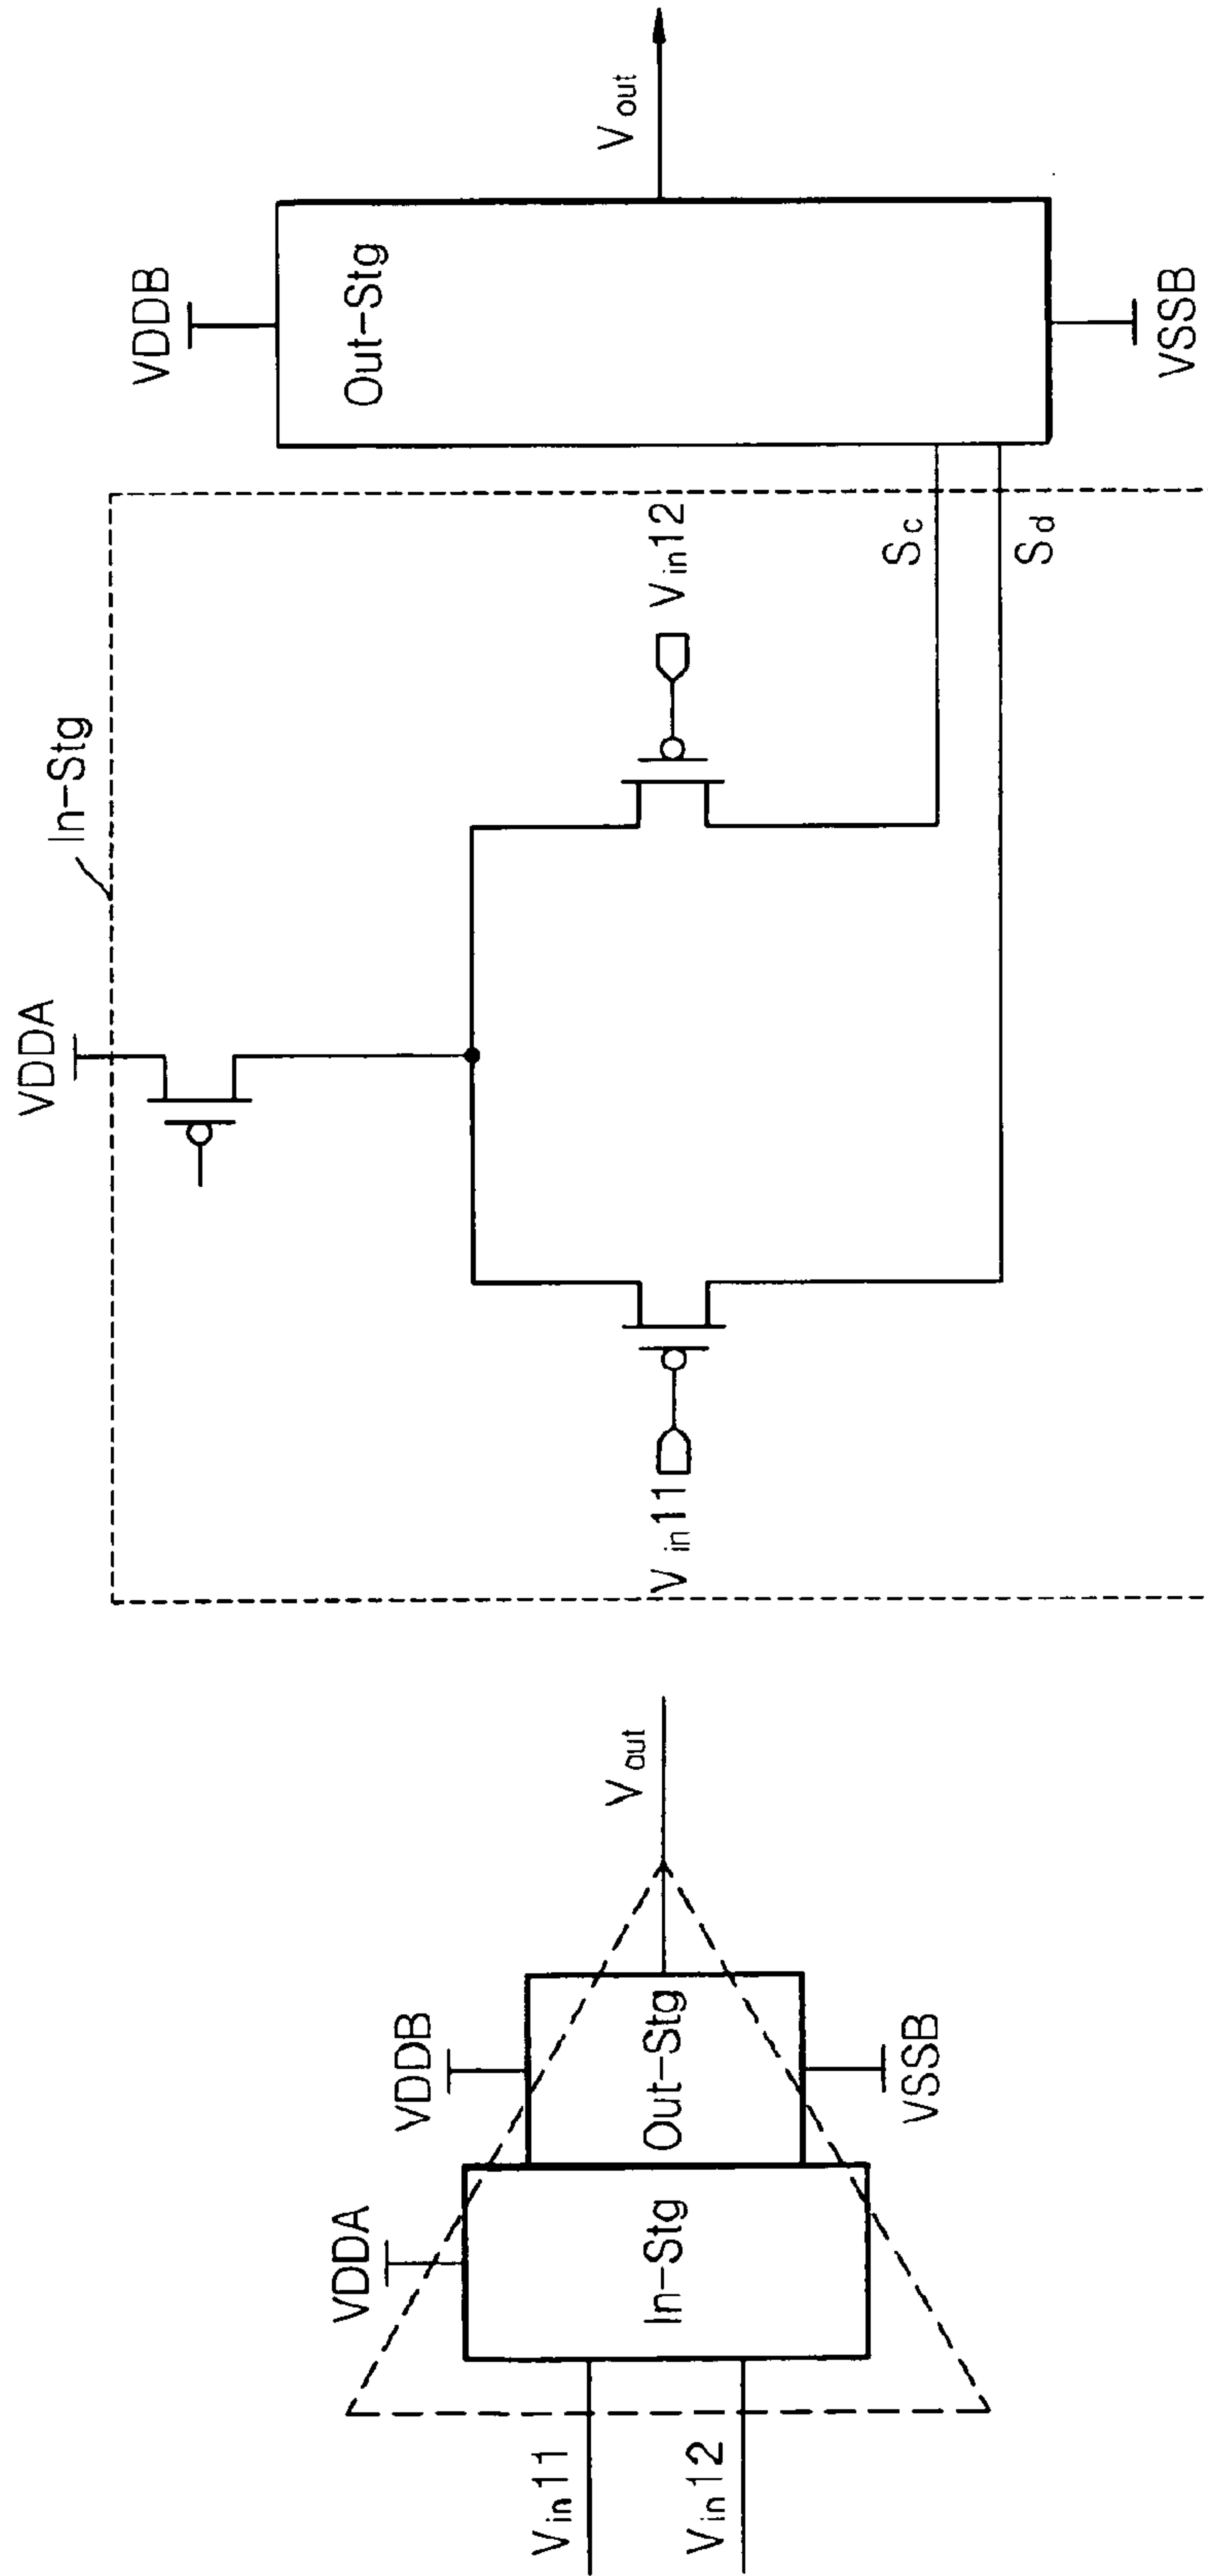 Vin11
Vin12
VDDA
In-Stg
VDDB
Out-Stg
VSSB
Vout
VDDA
In-Stg
Vin11
Vin12
Sc
Sd
VDDB
Out-Stg
VSSB
Vout